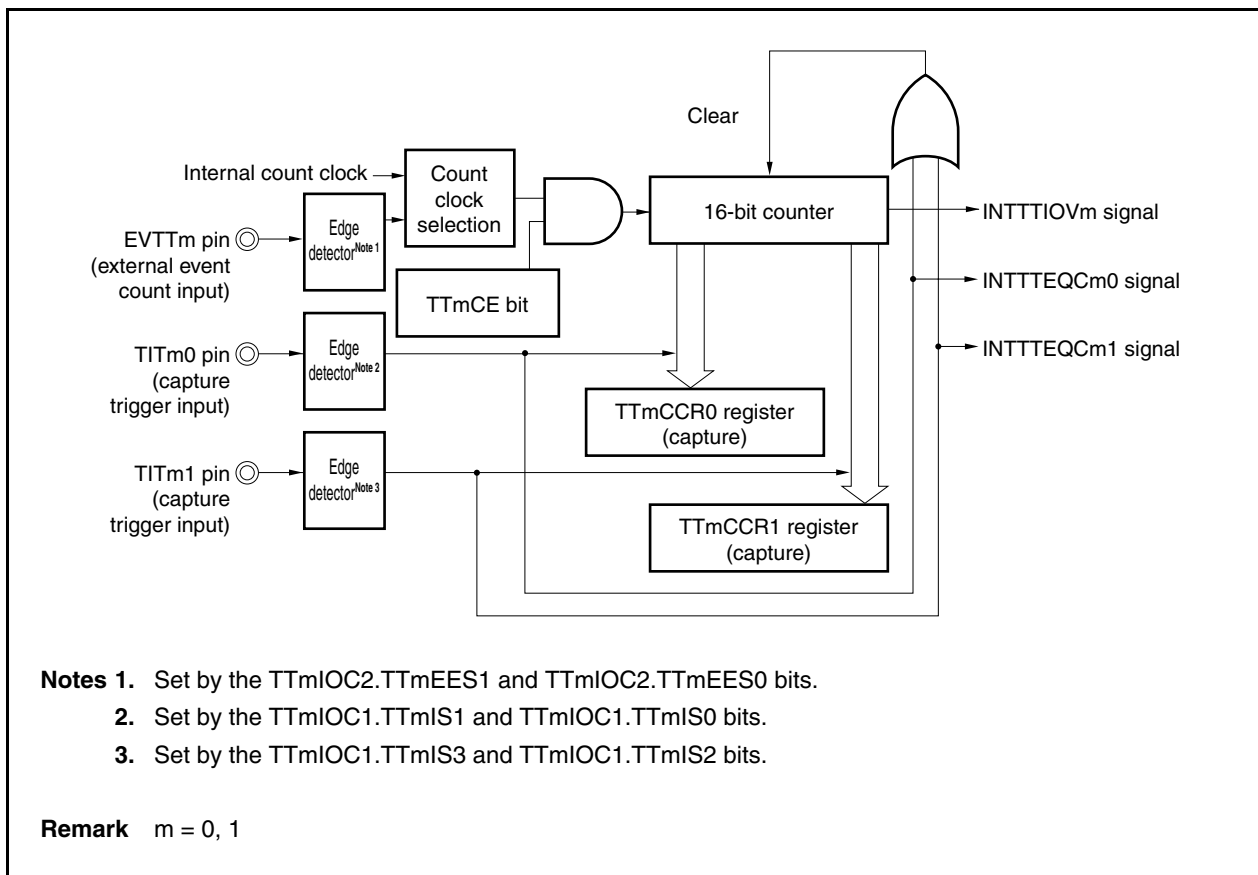 Clear
Internal count clock
Count
clock
selection
16-bit counter
INTTTIOVm signal
EVTTm pin
(external event
count input)
Edge
detectorNote 1
TTmCE bit
INTTTEQCm0 signal
TITm0 pin
(capture
trigger input)
Edge
detectorNote 2
INTTTEQCm1 signal
TTmCCR0 register
(capture)
TITm1 pin
(capture
trigger input)
Edge
detectorNote 3
TTmCCR1 register
(capture)
Notes 1. Set by the TTmIOC2.TTmEES1 and TTmIOC2.TTmEES0 bits.
2. Set by the TTmIOC1.TTmIS1 and TTmIOC1.TTmIS0 bits.
3. Set by the TTmIOC1.TTmIS3 and TTmIOC1.TTmIS2 bits.
Remark m = 0, 1